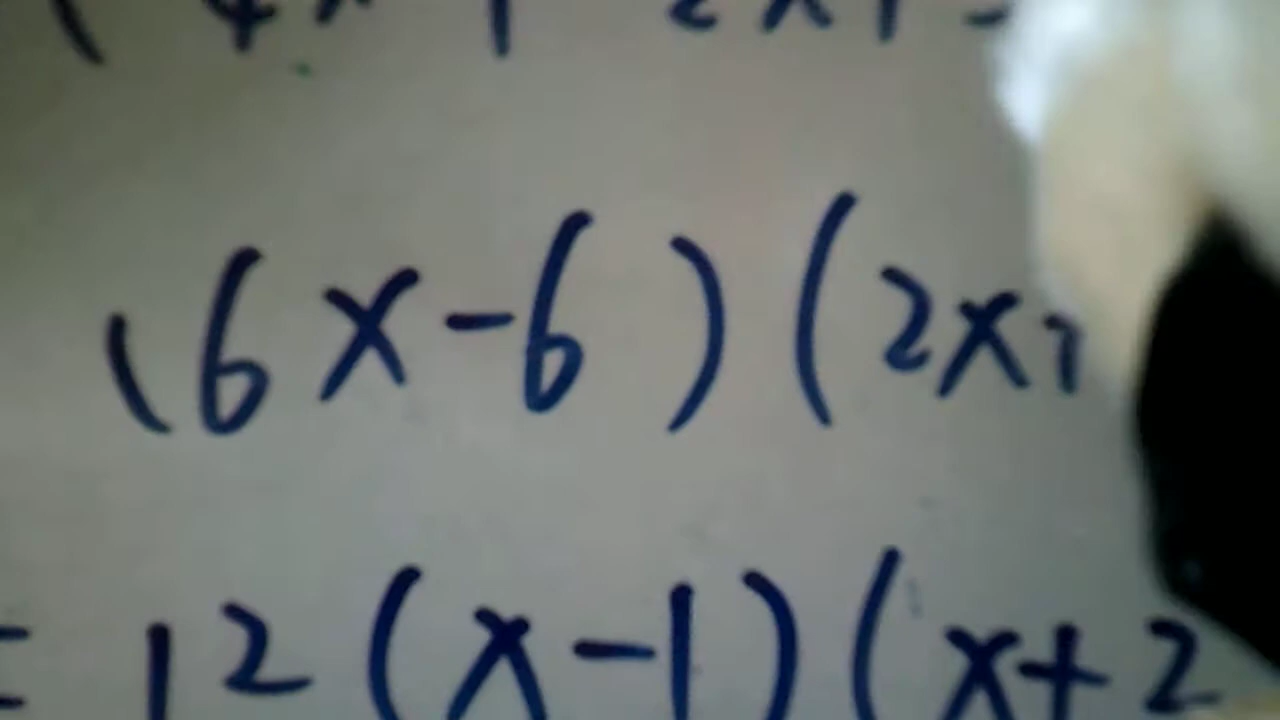 (6x-6)(2x+
= 12(x-1)(x+2